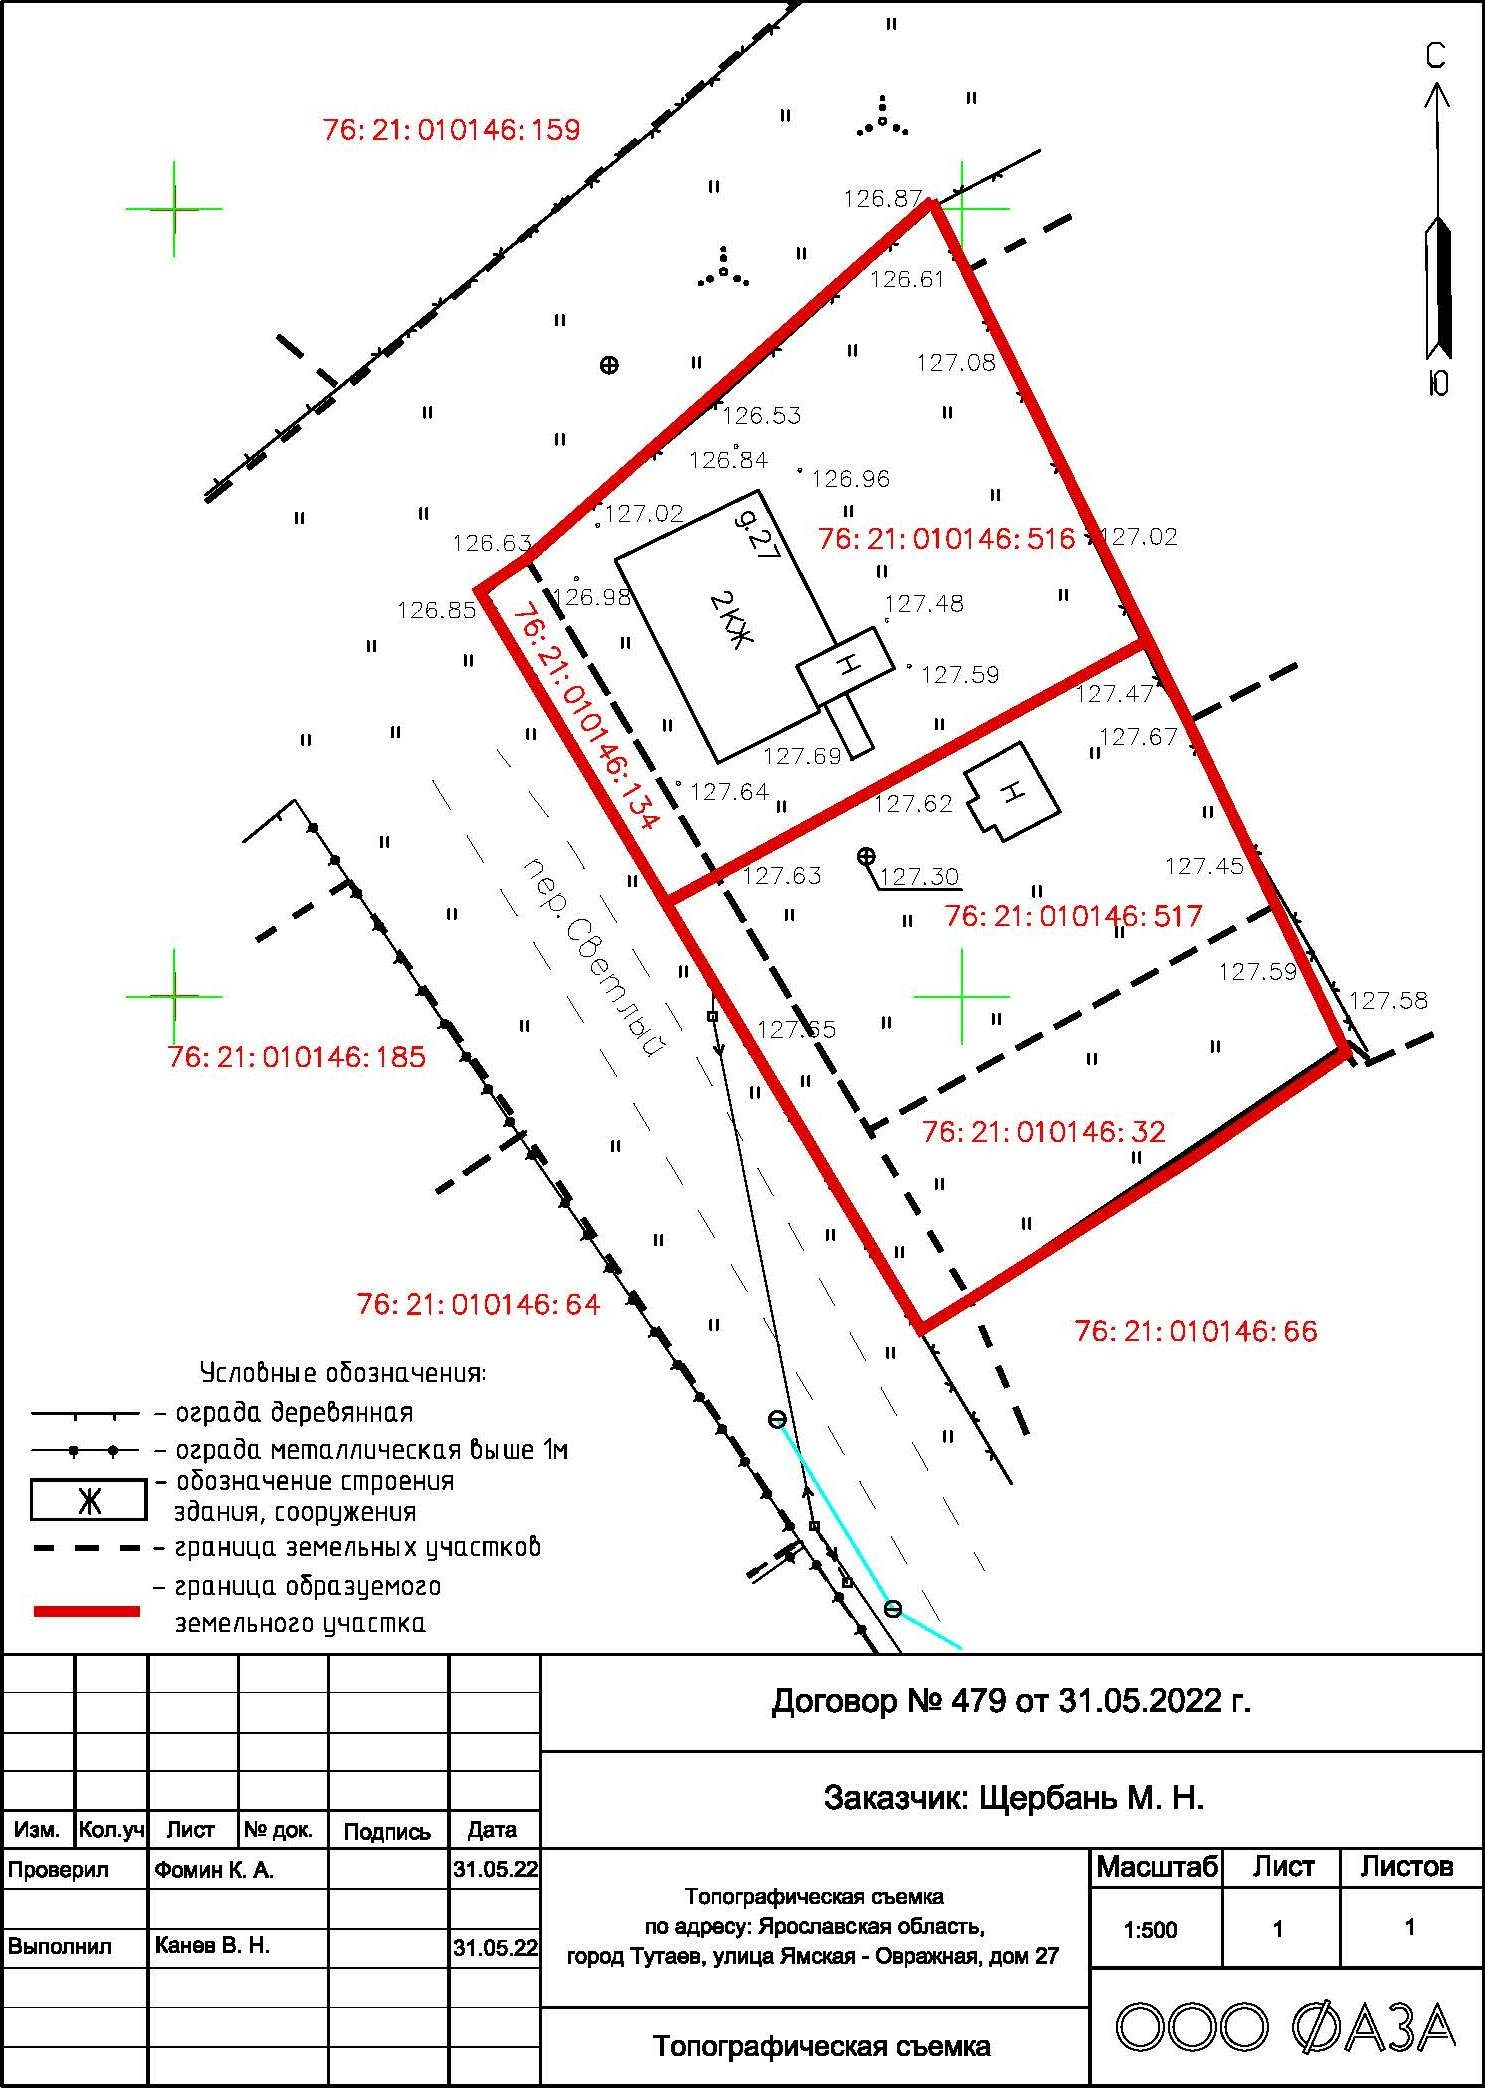 С
76:21:010146:159
126.87
126.61
127.08
126.53
Ю
126.84
126.96
127.02
д.27
76:21:010146:516
127.02
126.63
126.98
126.85
76:21:010146:134
2КЖ
127.48
Н
127.59
127.47
127.67
127.69
127.64
Н
127.62
127.45
127.63
127.30
пер. Светлый
76:21:010146:517
127.59
127.58
127.65
76:21:010146:185
76:21:010146:32
76:21:010146:64
76:21:010146:66
Условные обозначения:
– ограда деревянная
– ограда металлическая выше 1м
Ж
– обозначение строения
здания, сооружения
– граница земельных участков
– граница образуемого
земельного участка
Договор № 479 от 31.05.2022 г.
Заказчик: Щербань М. Н.
Изм. Кол.уч Лист № док. Подпись Дата
Проверил Фомин К. А. 31.05.22
Выполнил Канев В. Н. 31.05.22
Топографическая съемка
по адресу: Ярославская область,
город Тутаев, улица Ямская - Овражная, дом 27
Масштаб Лист Листов
1:500 1 1
Топографическая съемка
ООО ФАЗА